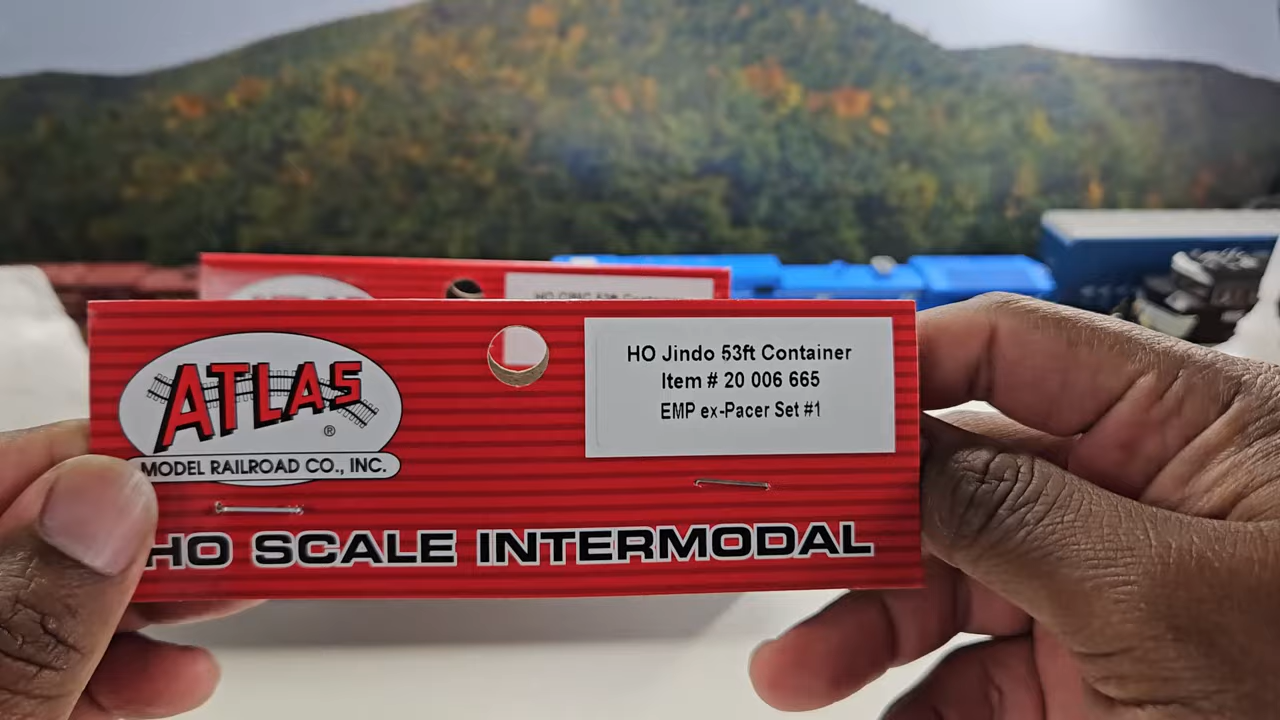 ATLAS
®
MODEL RAILROAD CO., INC.
HO Jindo 53ft Container
Item # 20 006 665
EMP ex-Pacer Set #1
HO SCALE INTERMODAL